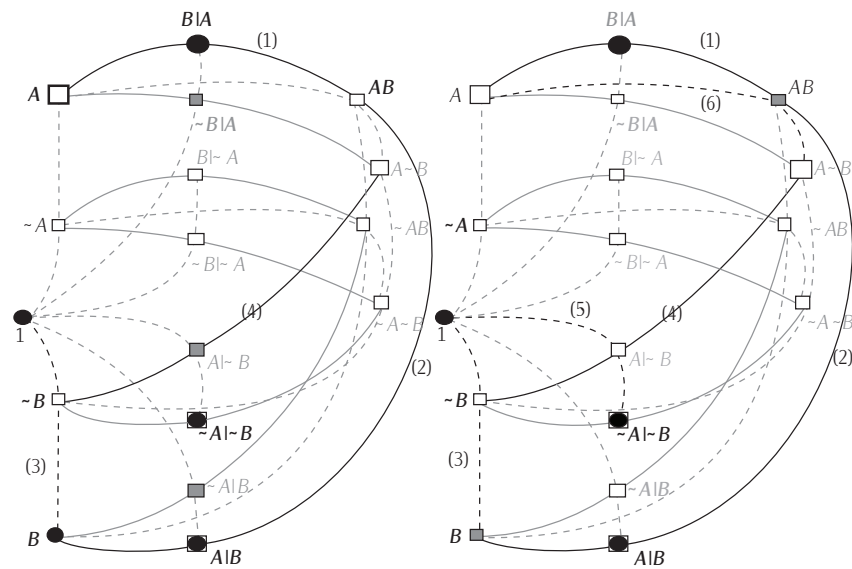 B|A
(1)
A
AB
~B|A
B|~A
A~B
~A
~AB
~B|~A
1
(4)
~A~B
A|~B
(2)
~B
~A|~B
(3)
~A|B
B
A|B
B|A
(1)
A
AB
(6)
~B|A
B|~A
A~B
~A
~AB
~B|~A
1
(5)
(4)
~A~B
A|~B
(2)
~B
~A|~B
(3)
~A|B
B
A|B